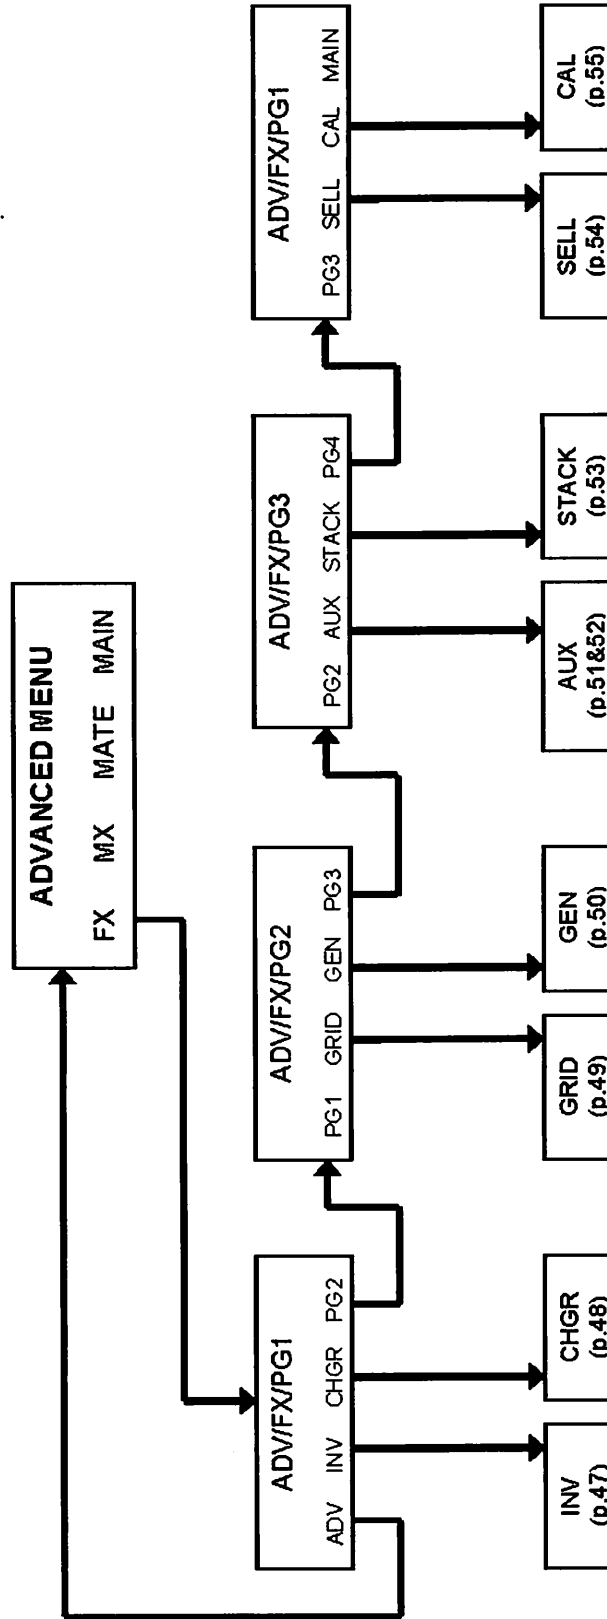 ADVANCED MENU
FX MX MATE MAIN
ADV/FX/PG1
ADV INV CHGR PG2
ADV/FX/PG2
PG1 GRID GEN PG3
ADV/FX/PG3
PG2 AUX STACK PG4
ADV/FX/PG1
PG3 SELL CAL MAIN
INV
(p.47)
CHGR
(p.48)
GRID
(p.49)
GEN
(p.50)
AUX
(p.51&52)
STACK
(p.53)
SELL
(p.54)
CAL
(p.55)